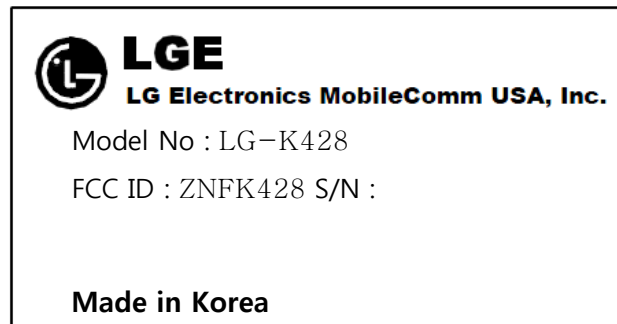 LGE
LG Electronics MobileComm USA, Inc.
Model No : LG-K428
FCC ID : ZNFK428 S/N :
Made in Korea